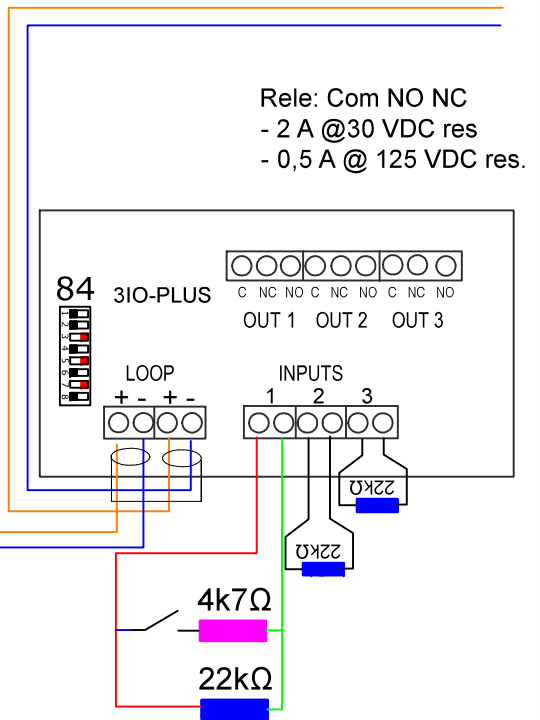 Rele: Com NO NC
- 2 A @30 VDC res
- 0,5 A @ 125 VDC res.
84
3IO-PLUS
C NC NO C NC NO C NC NO
OUT 1 OUT 2 OUT 3
1
2
3
4
5
6
7
8
LOOP
+ - + -
INPUTS
1 2 3
22kΩ
22kΩ
4k7Ω
22kΩ